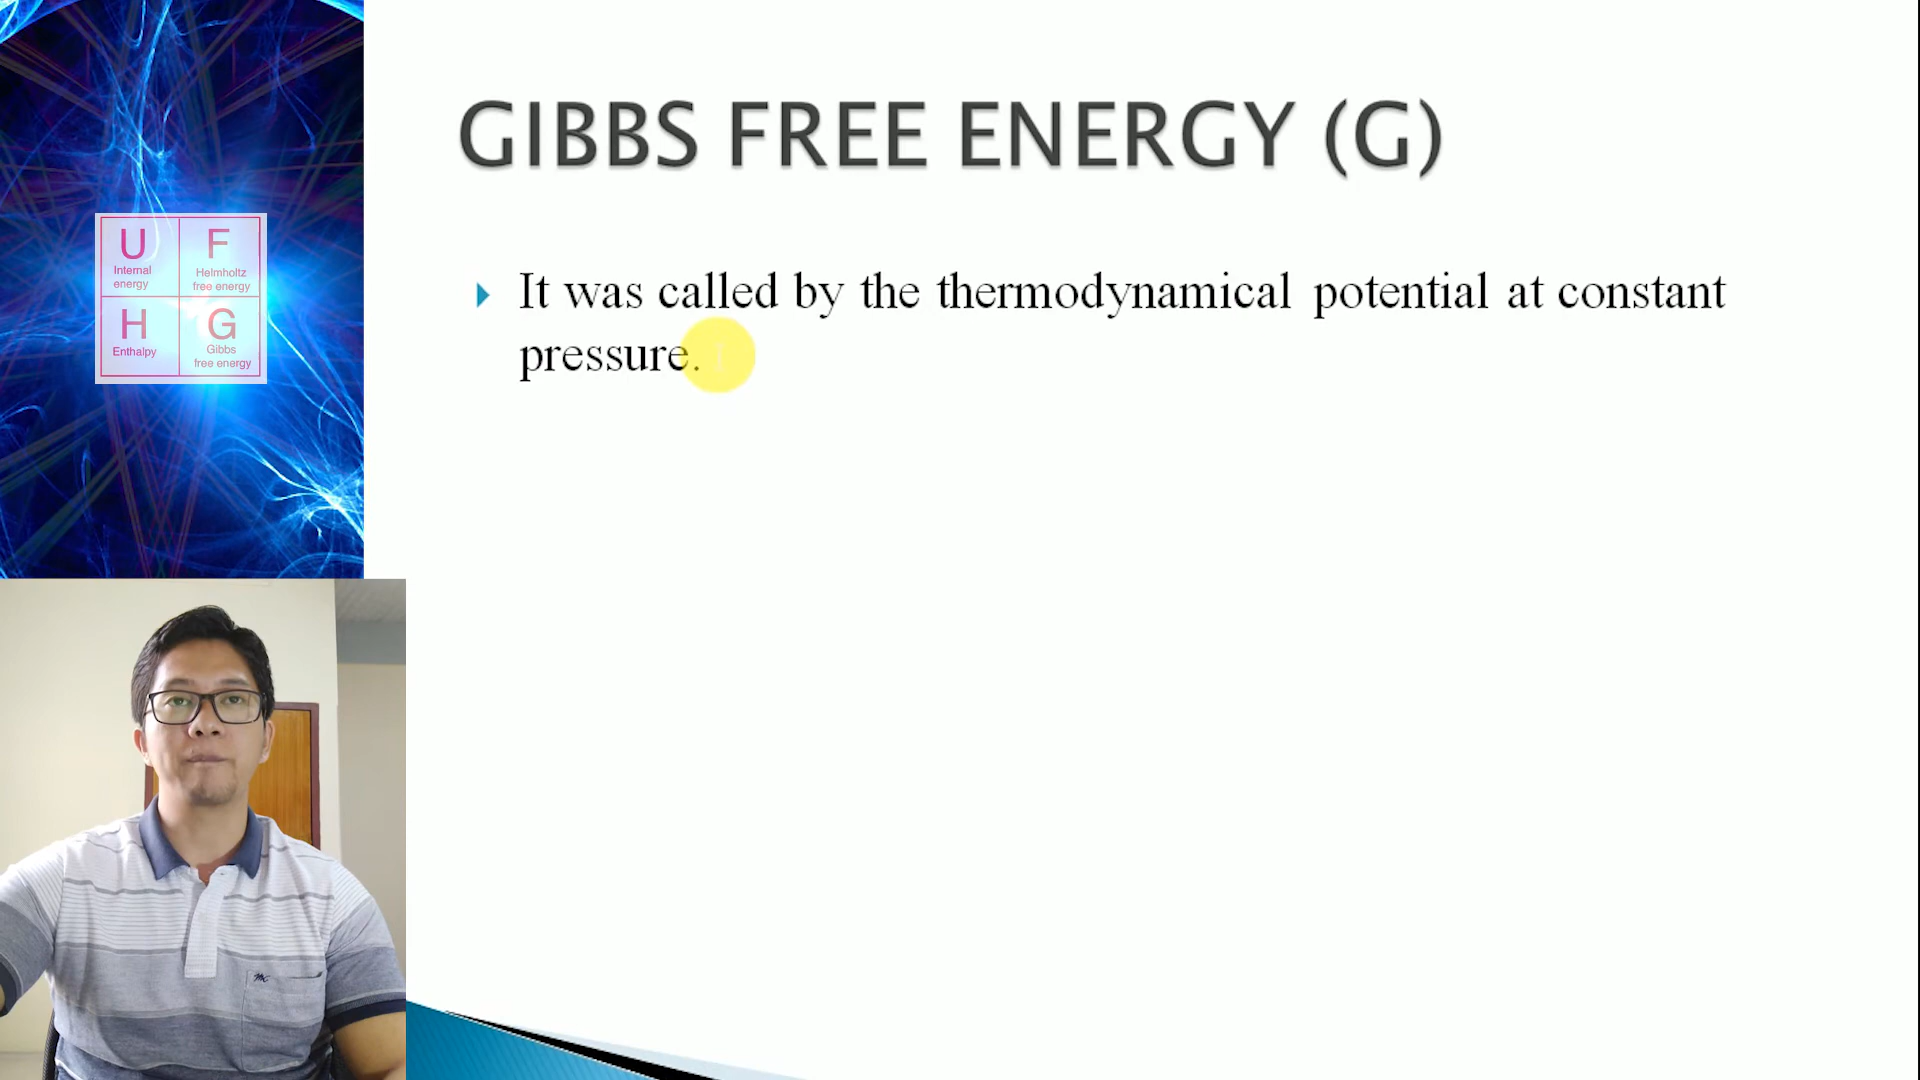 GIBBS FREE ENERGY (G)
It was called by the thermodynamical potential at constant
pressure.
U
Internal
energy
F
Helmholtz
free energy
H
Enthalpy
G
Gibbs
free energy